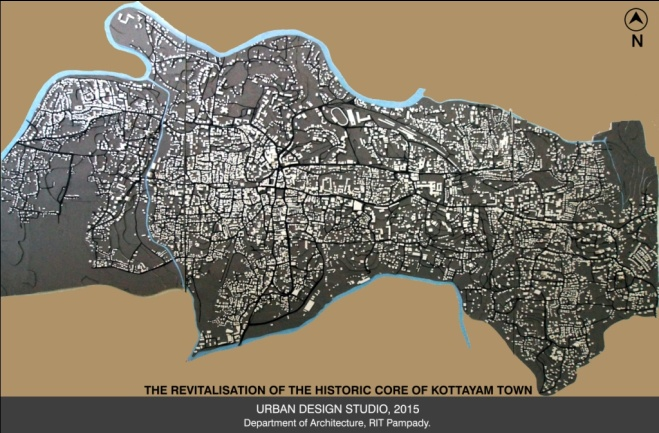 N
THE REVITALISATION OF THE HISTORIC CORE OF KOTTAYAM TOWN
URBAN DESIGN STUDIO, 2015
Department of Architecture, RIT Pampady.